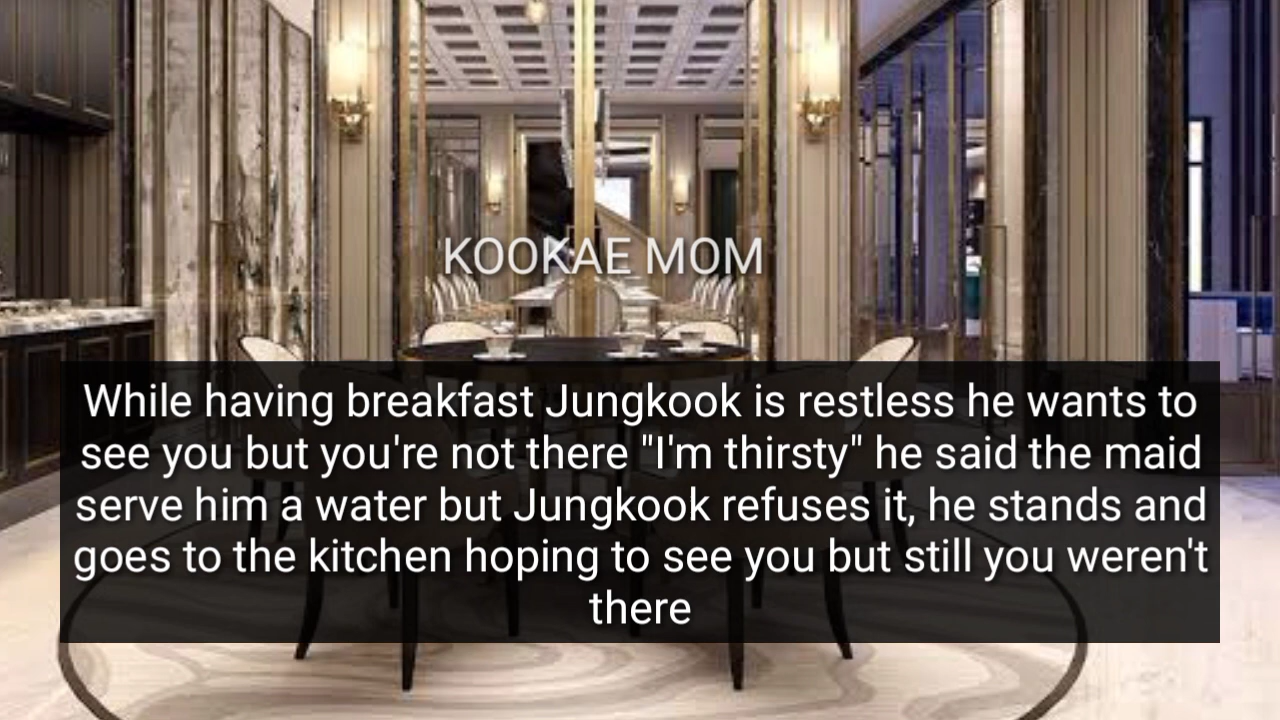 KOOKAE MOM
While having breakfast Jungkook is restless he wants to
see you but you're not there "I'm thirsty" he said the maid
serve him a water but Jungkook refuses it, he stands and
goes to the kitchen hoping to see you but still you weren't
there